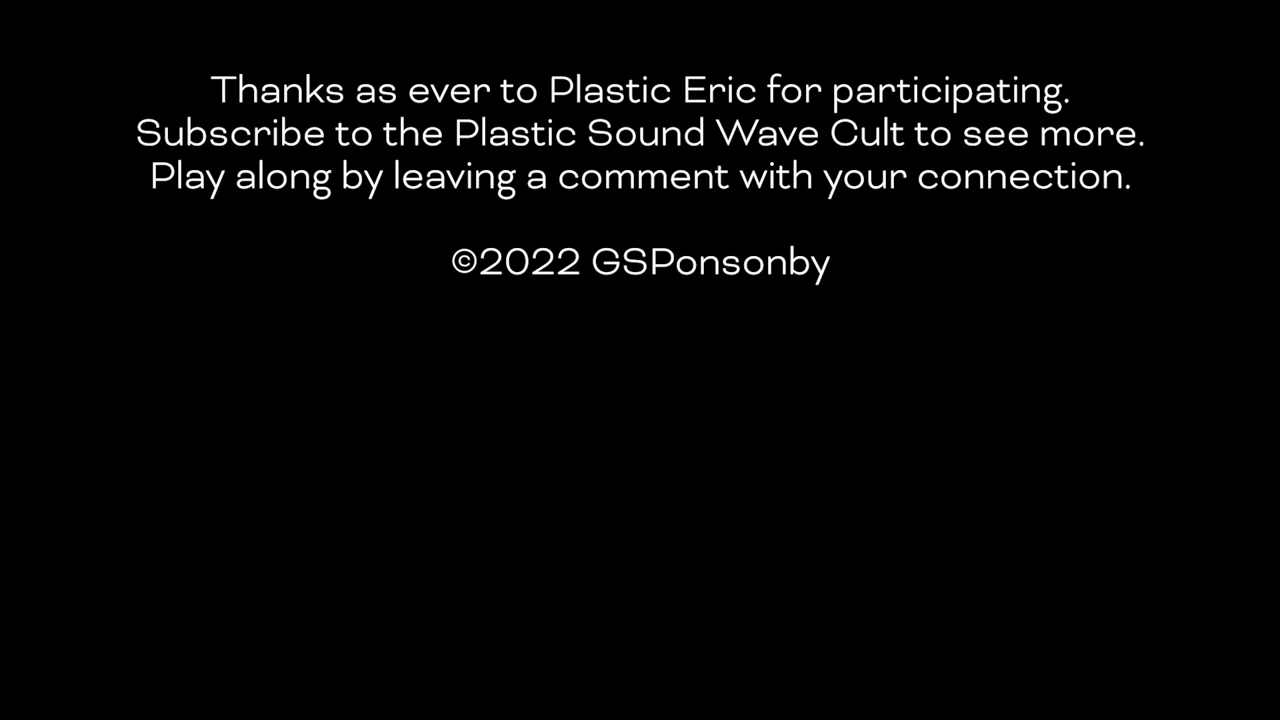 Thanks as ever to Plastic Eric for participating.
Subscribe to the Plastic Sound Wave Cult to see more.
Play along by leaving a comment with your connection.
©2022 GSPonsonby